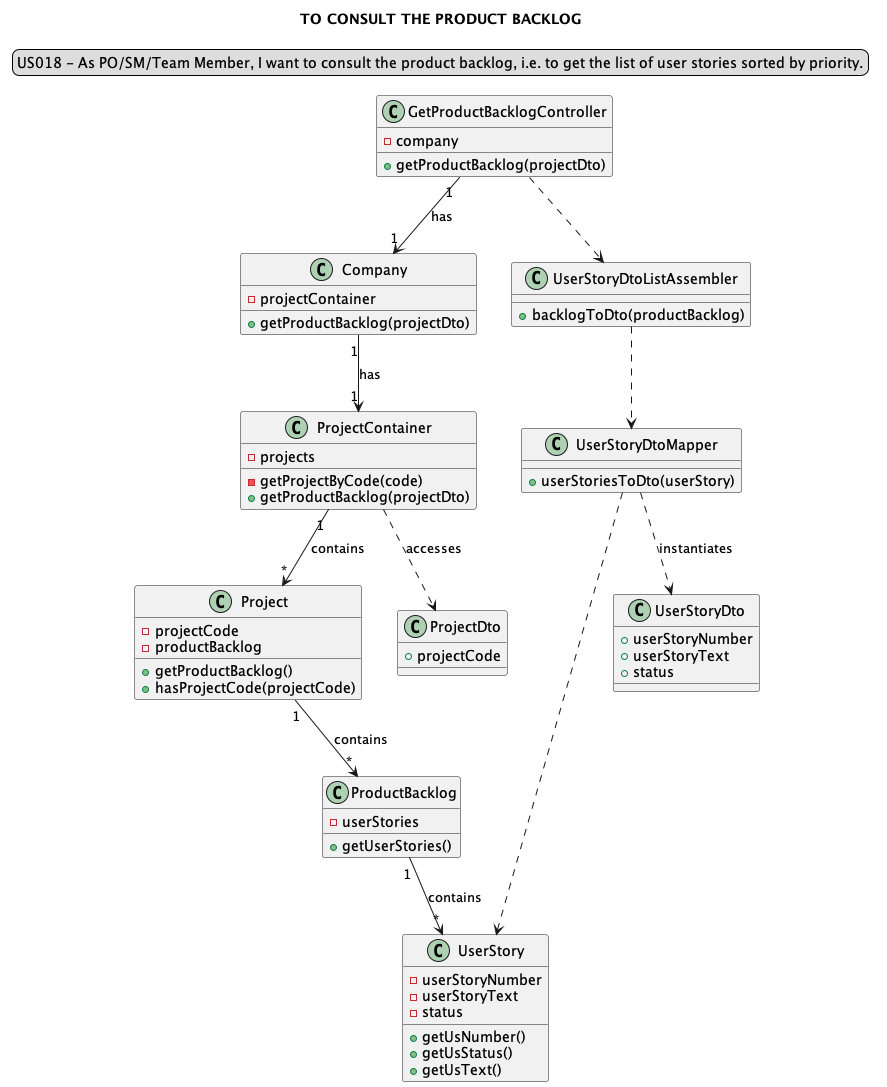 TO CONSULT THE PRODUCT BACKLOG
US018 - As PO/SM/Team Member, I want to consult the product backlog, i.e. to get the list of user stories sorted by priority.
C GetProductBacklogController
company
getProductBacklog(projectDto)
1
has
1
C Company
projectContainer
getProductBacklog(projectDto)
C UserStoryDtoListAssembler
backlogToDto(productBacklog)
1
has
1
C ProjectContainer
projects
getProjectByCode(code)
getProductBacklog(projectDto)
C UserStoryDtoMapper
userStoriesToDto(userStory)
1
contains
*
accesses
instantiates
C Project
projectCode
productBacklog
getProductBacklog()
hasProjectCode(projectCode)
C ProjectDto
projectCode
C UserStoryDto
userStoryNumber
userStoryText
status
1
contains
*
C ProductBacklog
userStories
getUserStories()
1
contains
*
C UserStory
userStoryNumber
userStoryText
status
getUsNumber()
getUsStatus()
getUsText()